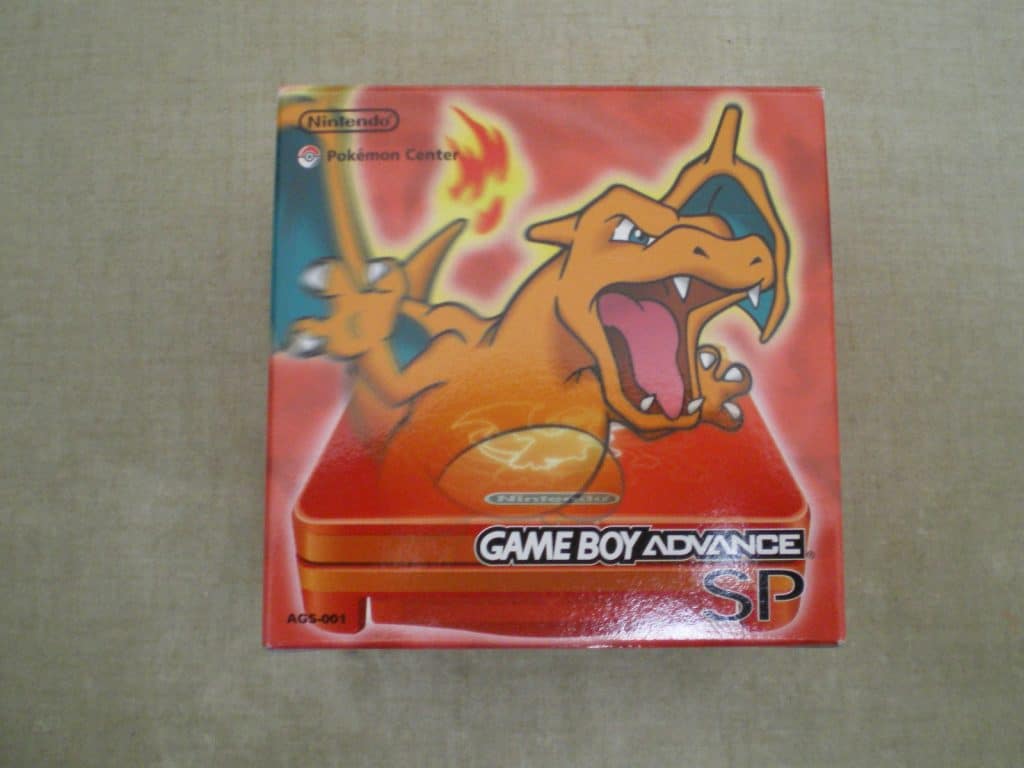 Nintendo
Pokémon Center
Nintendo
GAME BOY ADVANCE
SP
AGS-001